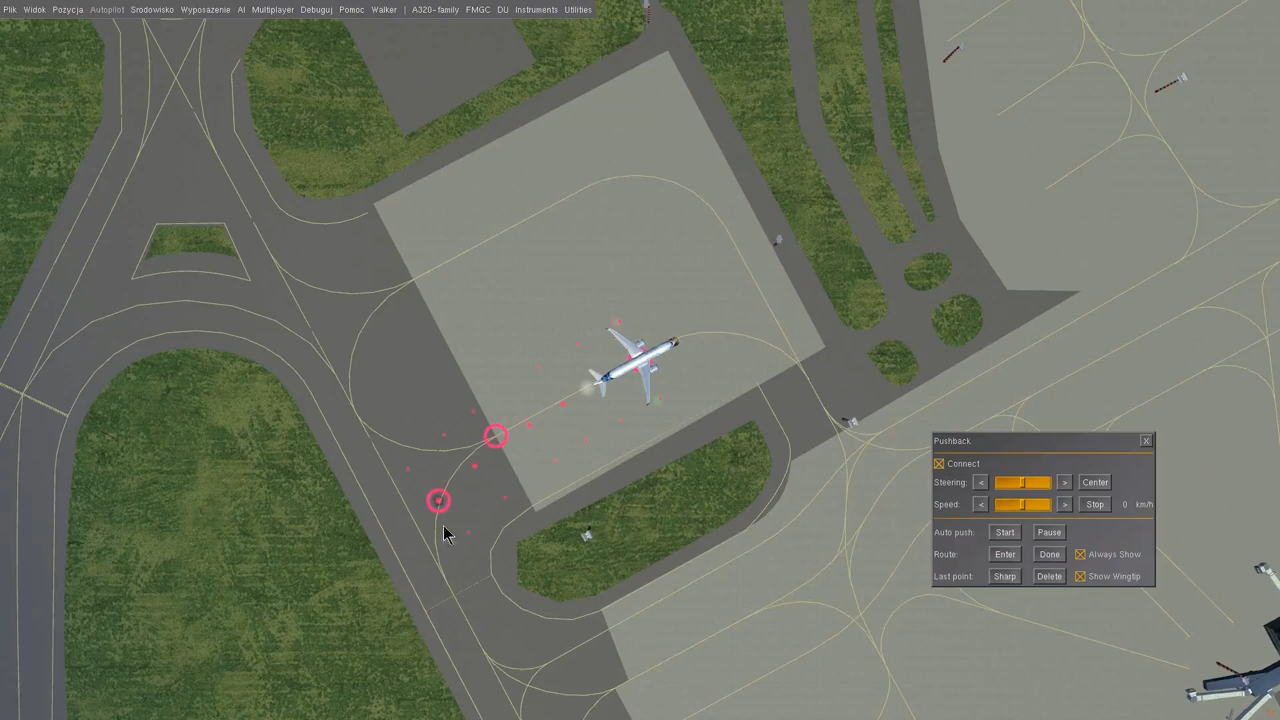 Plik Widok Pozycja Autopilot Środowisko Wyposażenie AI Multiplayer Debuguj Pomoc Walker | A320-family FMGC DU Instruments Utilities
Pushback X
Connect
Steering: < > Center
Speed: < > Stop 0 km/h
Auto push: Start Pause
Route: Enter Done Always Show
Last point: Sharp Delete Show Wingtip